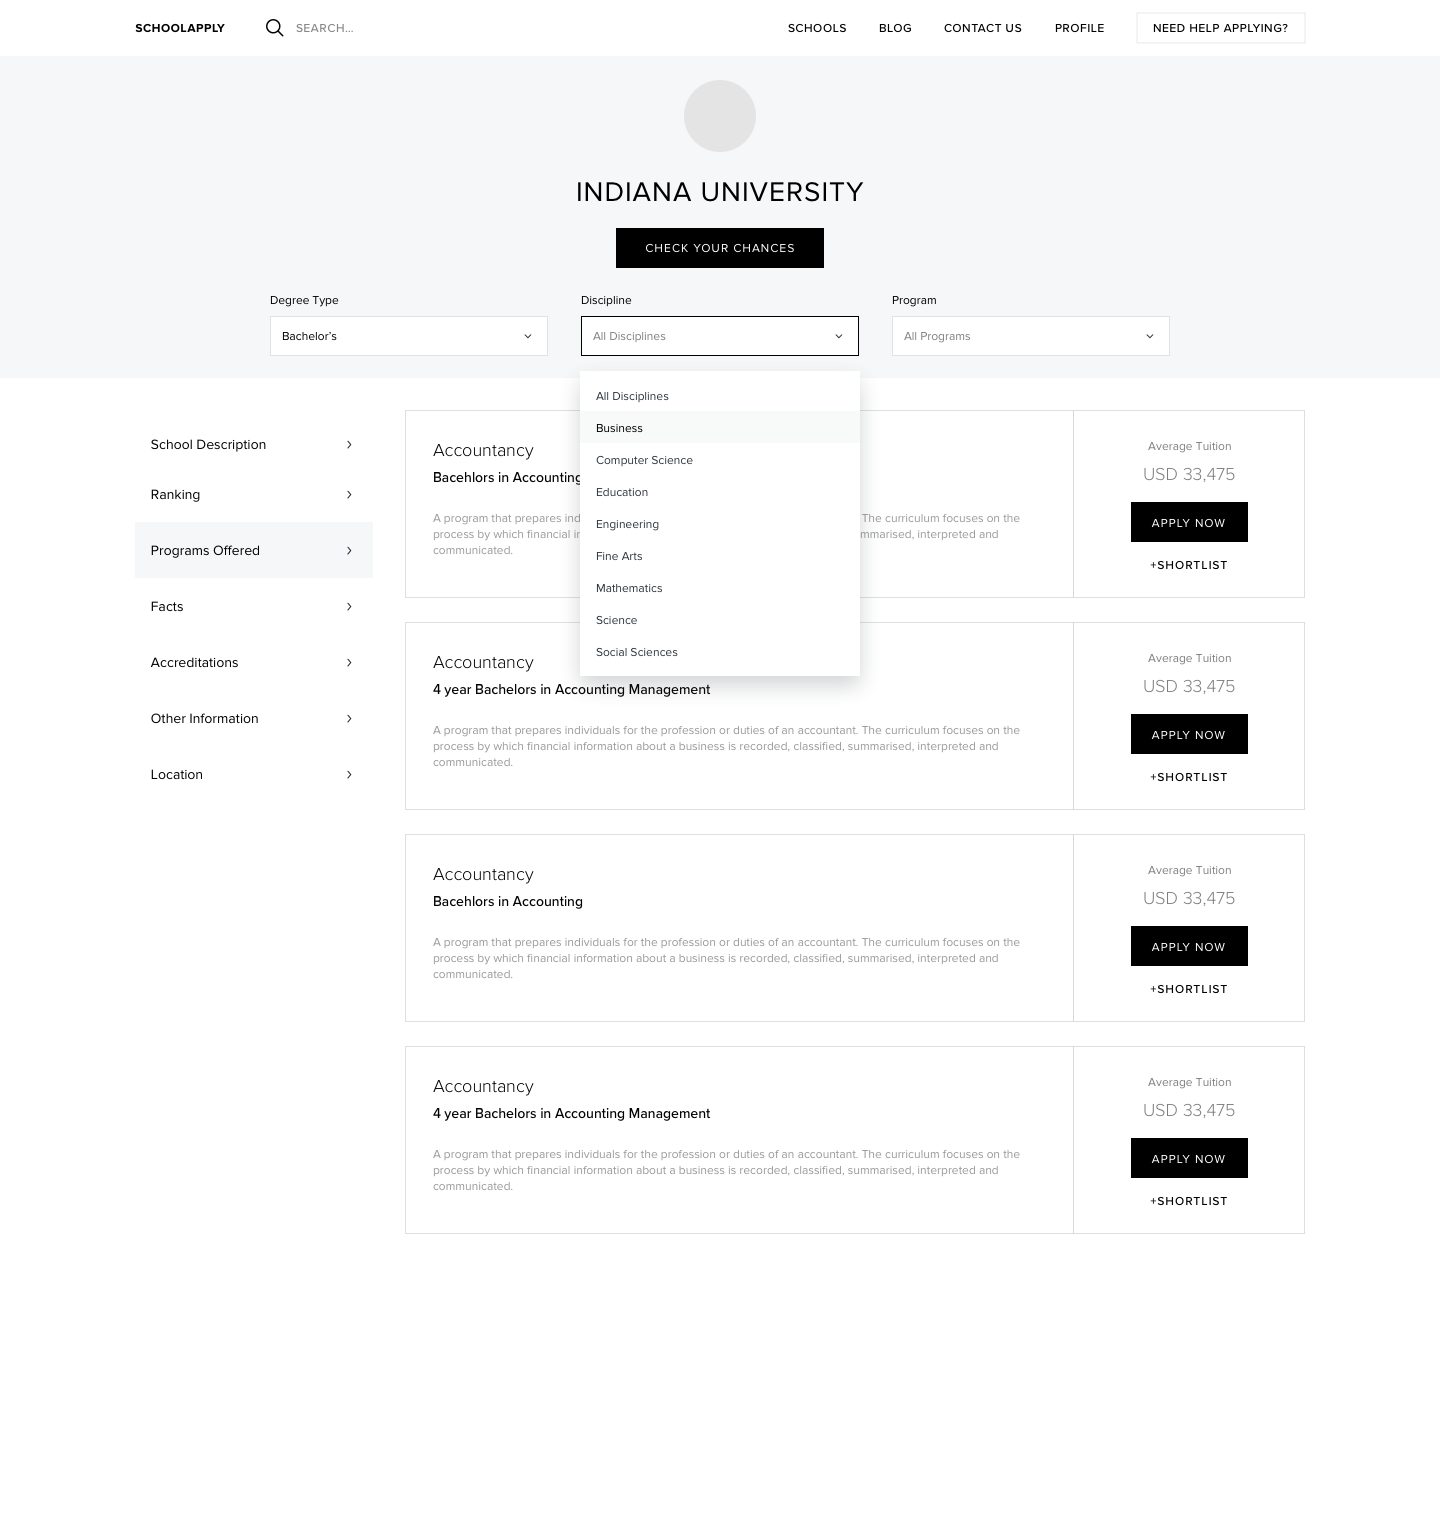 SCHOOLAPPLY
SEARCH...
SCHOOLS
BLOG
CONTACT US
PROFILE
NEED HELP APPLYING?
INDIANA UNIVERSITY
CHECK YOUR CHANCES
Degree Type
Discipline
Program
Bachelor's
All Disciplines
All Programs
All Disciplines
Business
Computer Science
Education
Engineering
Fine Arts
Mathematics
Science
Social Sciences
School Description
Ranking
Programs Offered
Facts
Accreditations
Other Information
Location
Accountancy
Bacehlors in Accounting
A program that prepares ind The curriculum focuses on the
process by which financial in mmarised, interpreted and
communicated.
Average Tuition
USD 33,475
APPLY NOW
+SHORTLIST
Accountancy
4 year Bachelors in Accounting Management
A program that prepares individuals for the profession or duties of an accountant. The curriculum focuses on the
process by which financial information about a business is recorded, classified, summarised, interpreted and
communicated.
Average Tuition
USD 33,475
APPLY NOW
+SHORTLIST
Accountancy
Bacehlors in Accounting
A program that prepares individuals for the profession or duties of an accountant. The curriculum focuses on the
process by which financial information about a business is recorded, classified, summarised, interpreted and
communicated.
Average Tuition
USD 33,475
APPLY NOW
+SHORTLIST
Accountancy
4 year Bachelors in Accounting Management
A program that prepares individuals for the profession or duties of an accountant. The curriculum focuses on the
process by which financial information about a business is recorded, classified, summarised, interpreted and
communicated.
Average Tuition
USD 33,475
APPLY NOW
+SHORTLIST